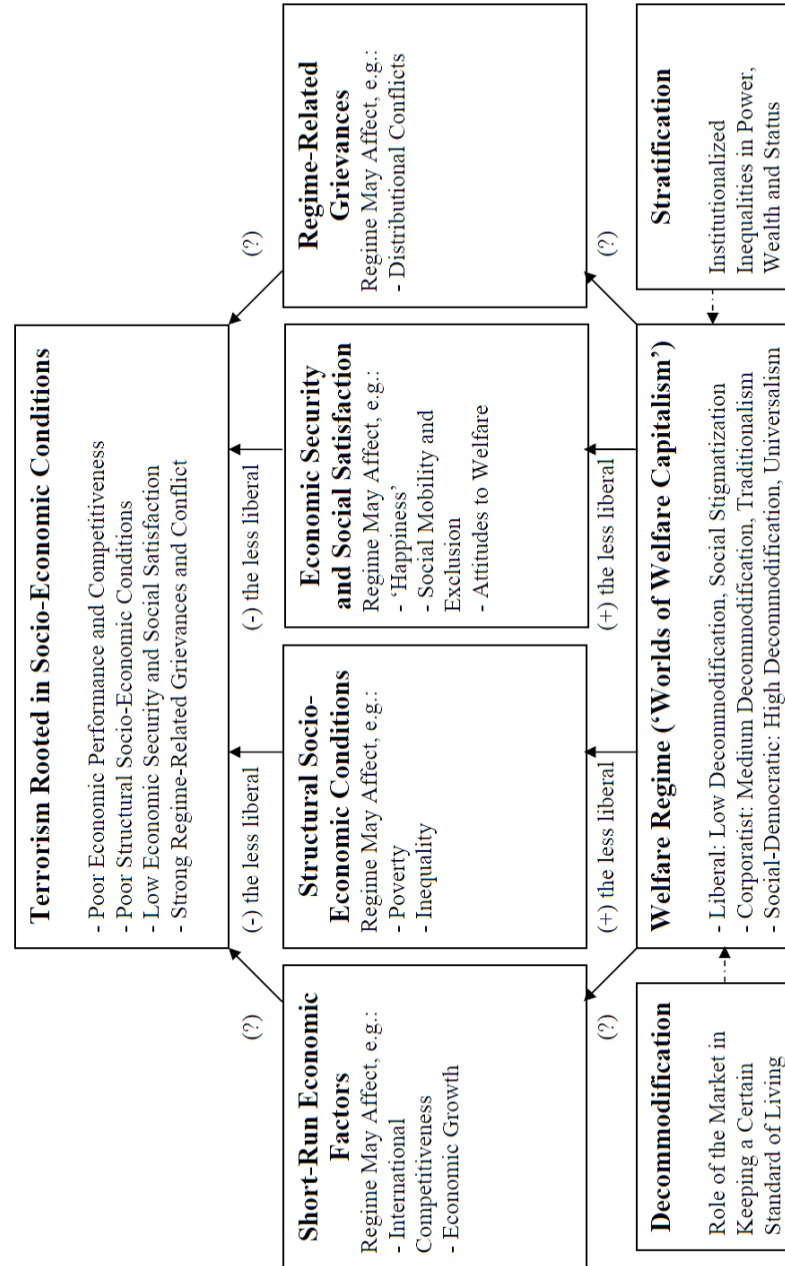 Terrorism Rooted in Socio-Economic Conditions
- Poor Economic Performance and Competitiveness
- Poor Structural Socio-Economic Conditions
- Low Economic Security and Social Satisfaction
- Strong Regime-Related Grievances and Conflict
(?)
(-) the less liberal
(-) the less liberal
(?)
Short-Run Economic
Factors
Regime May Affect, e.g.:
- International
Competitiveness
- Economic Growth
Structural Socio-
Economic Conditions
Regime May Affect, e.g.:
- Poverty
- Inequality
Economic Security
and Social Satisfaction
Regime May Affect, e.g.:
- ‘Happiness’
- Social Mobility and
Exclusion
- Attitudes to Welfare
Regime-Related
Grievances
Regime May Affect, e.g.:
- Distributional Conflicts
(?)
(+) the less liberal
(+) the less liberal
(?)
Decommodification
Role of the Market in
Keeping a Certain
Standard of Living
Welfare Regime (‘Worlds of Welfare Capitalism’)
- Liberal: Low Decommodification, Social Stigmatization
- Corporatist: Medium Decommodification, Traditionalism
- Social-Democratic: High Decommodification, Universalism
Stratification
Institutionalized
Inequalities in Power,
Wealth and Status